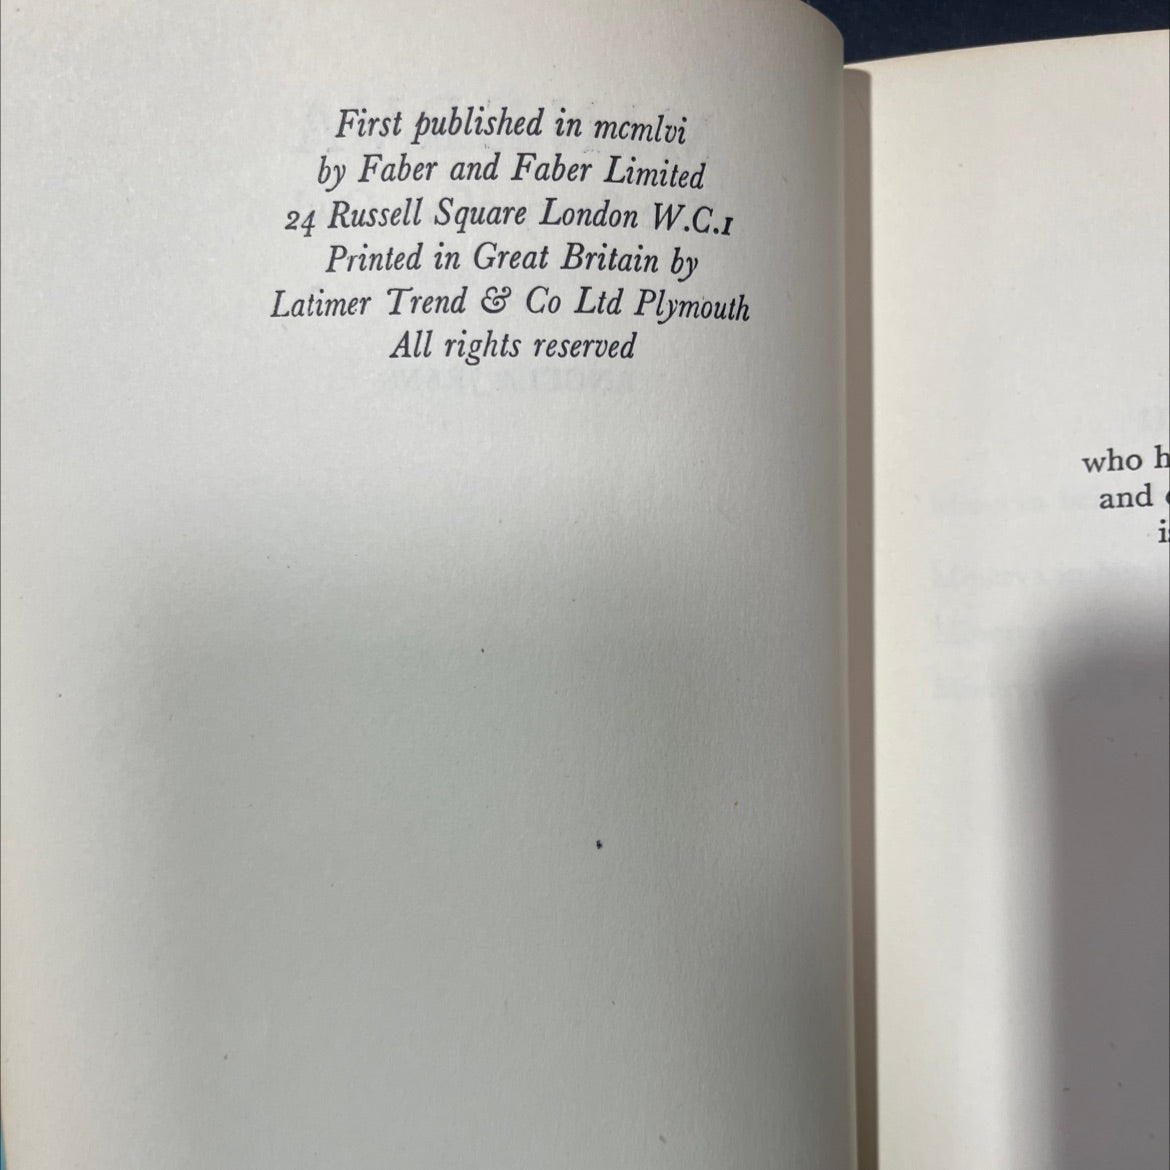 First published in mcmlvi
by Faber and Faber Limited
24 Russell Square London W.C.1
Printed in Great Britain by
Latimer Trend & Co Ltd Plymouth
All rights reserved
who h
and